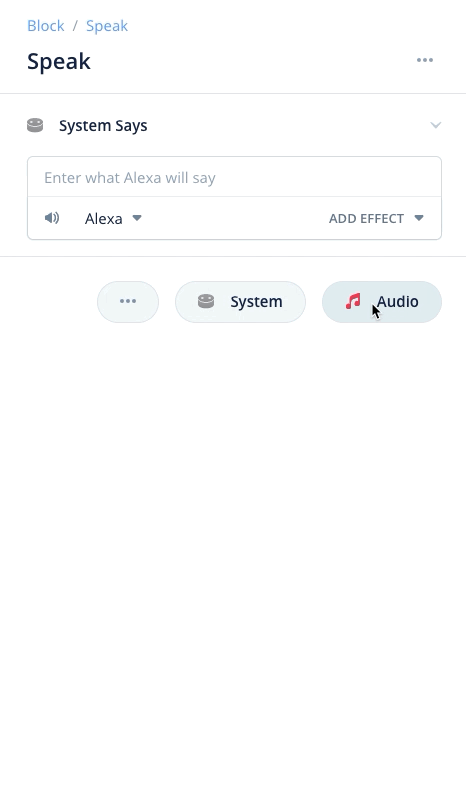 Block / Speak
Speak
System Says
Enter what Alexa will say
Alexa ADD EFFECT
System Audio